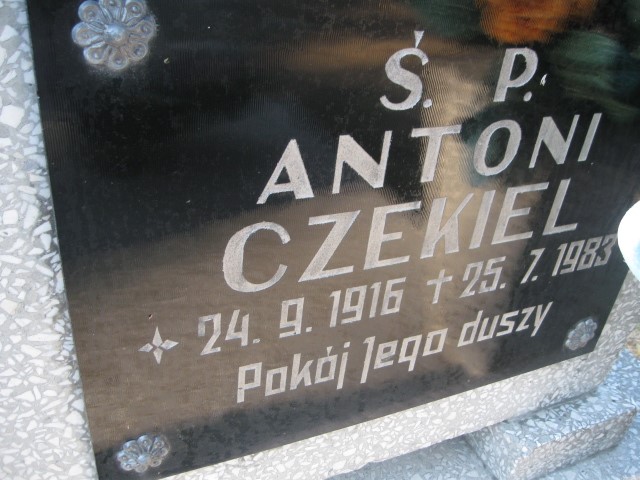 Ś. P.
ANTONI
CZEKIEL
24. 9. 1916 † 25. 7. 1983
Pokój Jego duszy